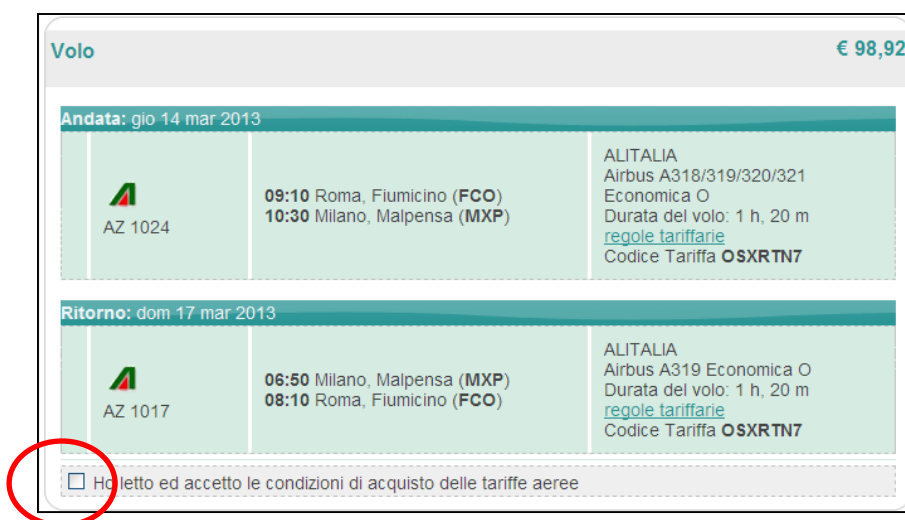 Volo
€ 98,92
Andata: gio 14 mar 2013
AZ 1024
09:10 Roma, Fiumicino (FCO)
10:30 Milano, Malpensa (MXP)
ALITALIA
Airbus A318/319/320/321
Economica O
Durata del volo: 1 h, 20 m
regole tariffarie
Codice Tariffa OSXRTN7
Ritorno: dom 17 mar 2013
AZ 1017
06:50 Milano, Malpensa (MXP)
08:10 Roma, Fiumicino (FCO)
ALITALIA
Airbus A319 Economica O
Durata del volo: 1 h, 20 m
regole tariffarie
Codice Tariffa OSXRTN7
Ho letto ed accetto le condizioni di acquisto delle tariffe aeree